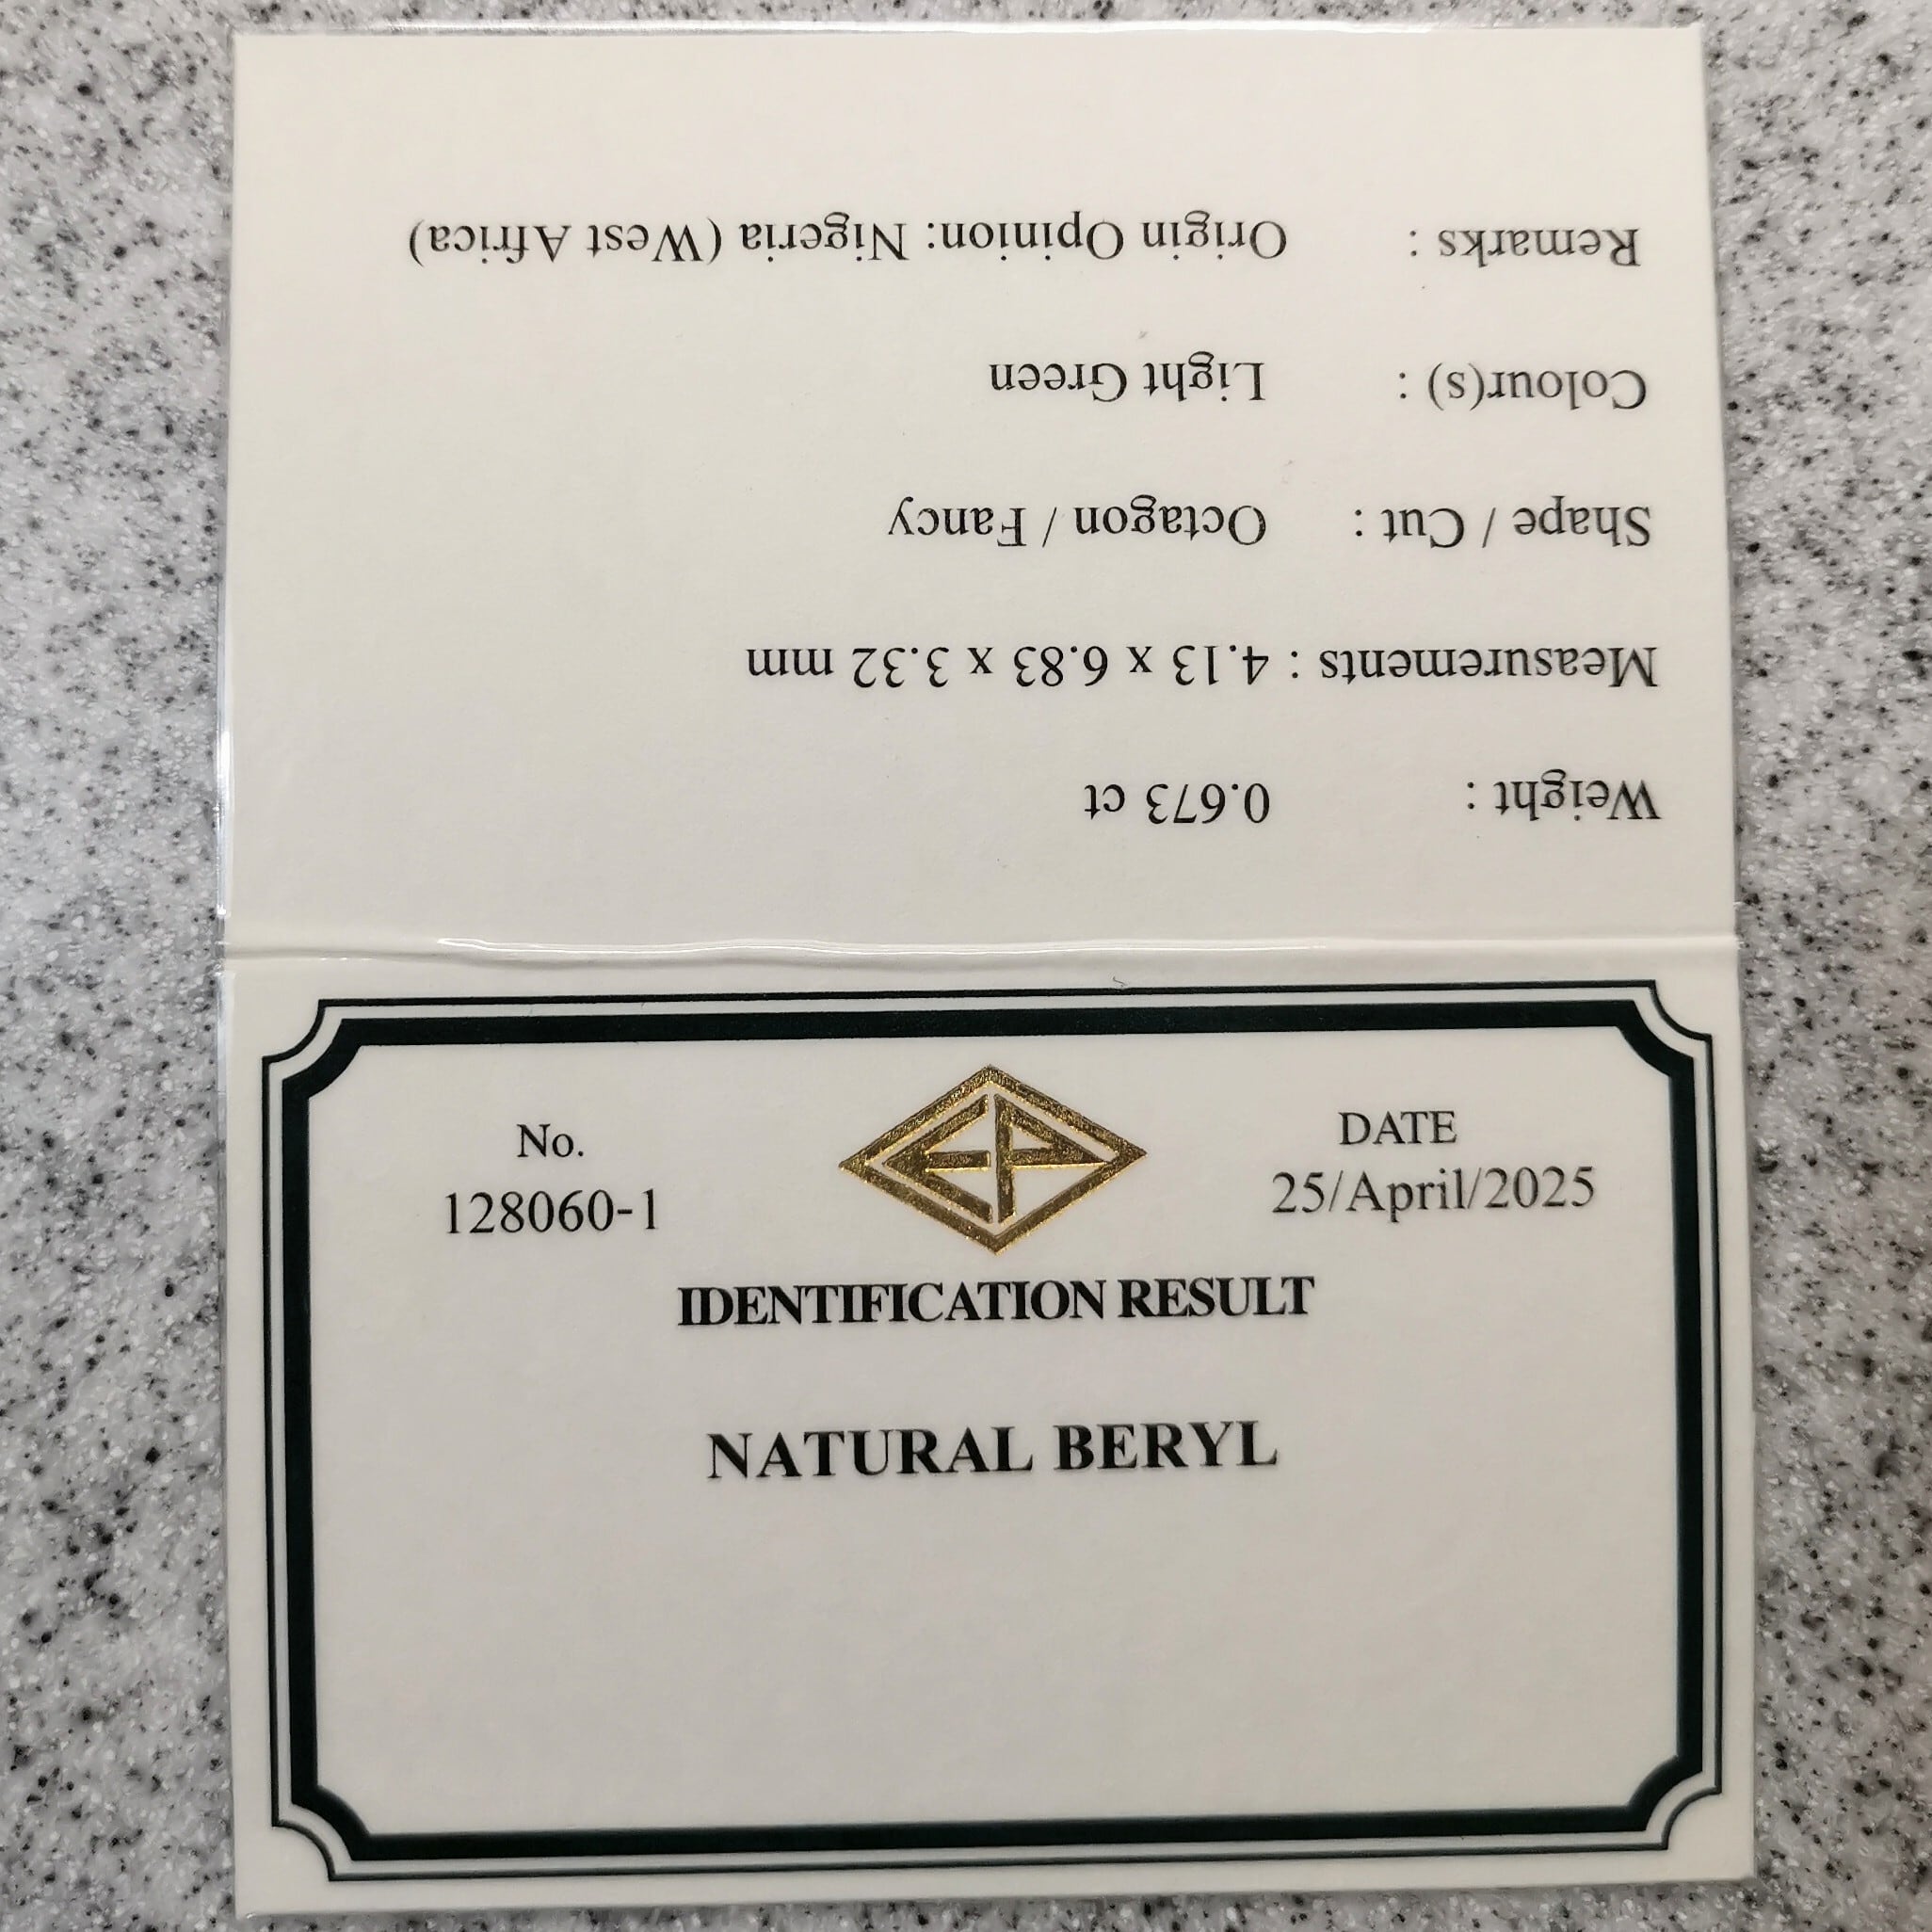 No.
128060-1
EP
DATE
25/April/2025
IDENTIFICATION RESULT
NATURAL BERYL
Weight : 0.673 ct
Measurements : 4.13 x 6.83 x 3.32 mm
Shape / Cut : Octagon / Fancy
Colour(s) : Light Green
Remarks : Origin Opinion: Nigeria (West Africa)